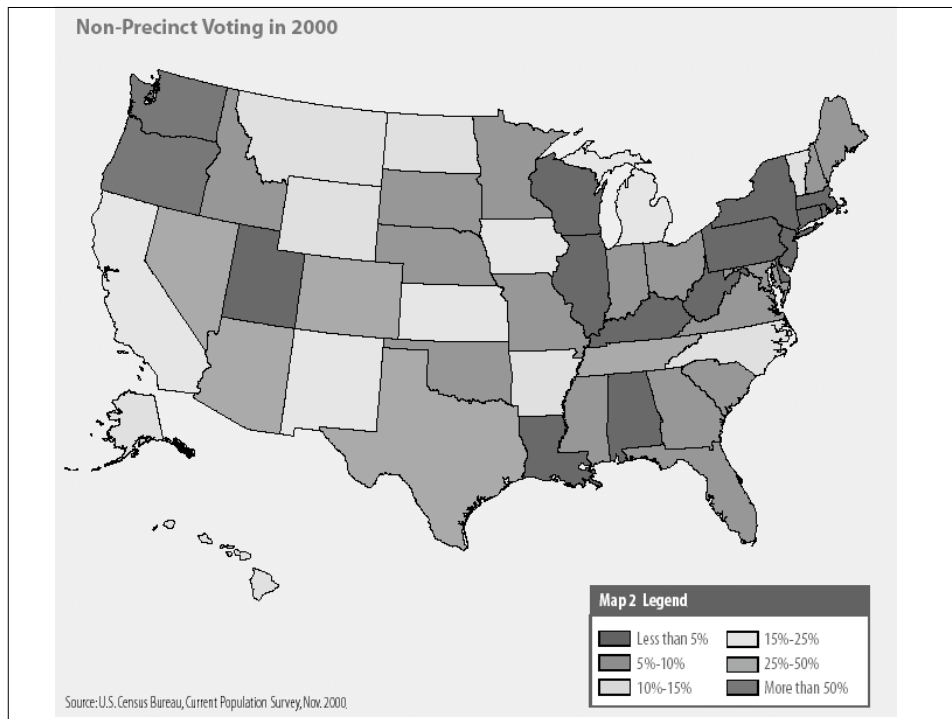 Non-Precinct Voting in 2000
Map 2 Legend
Less than 5%
15%-25%
5%-10%
25%-50%
10%-15%
More than 50%
Source: U.S. Census Bureau, Current Population Survey, Nov. 2000.